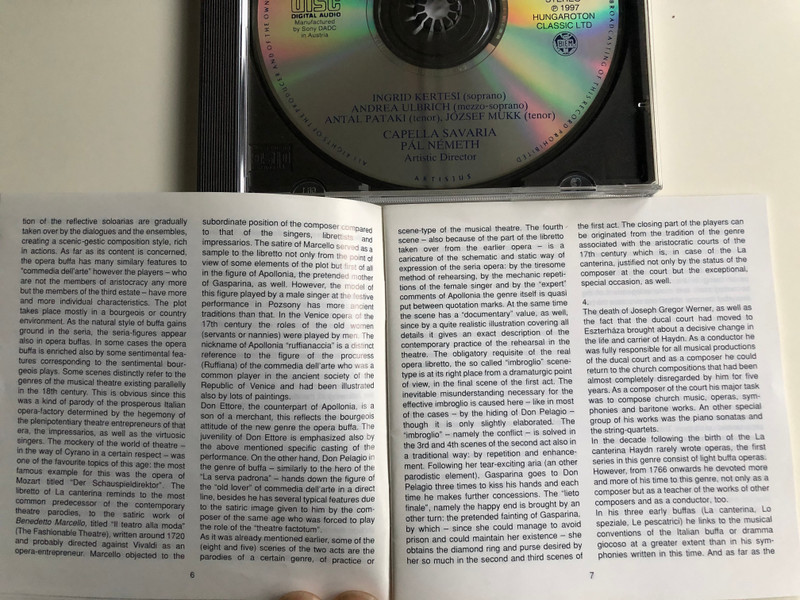 DISC
DIGITAL AUDIO
Manufactured
by Sony DADC
in Austria
STEREO
℗ 1997
HUNGAROTON
CLASSIC LTD
BIEM
INGRID KERTESI (soprano)
ANDREA ULBRICH (mezzo-soprano)
ANTAL PATAKI (tenor), JÓZSEF MUKK (tenor)
CAPELLA SAVARIA
PÁL NÉMETH
Artistic Director
ALL RIGHTS OF THE PRODUCER AND OF THE OWN
BROADCASTING OF THIS RECORD PROHIBITED
ARTISJUS
tion of the reflective soloarias are gradually
taken over by the dialogues and the ensembles,
creating a scenic-gestic composition style, rich
in actions. As far as its content is concerned,
the opera buffa has many similar features to
"commedia dell'arte" however the players – who
are not the members of aristocracy any more
but the members of the third estate – have more
and more individual characteristics. The plot
takes place mostly in a bourgeois or country
environment. As the natural style of buffa gains
ground in the seria, the seria-figures appear
also in opera buffas. In some cases the opera
buffa is enriched also by some sentimental fea-
tures corresponding to the sentimental bour-
geois plays. Some scenes distinctly refer to the
genres of the musical theatre existing parallelly
in the 18th century. This is obvious since this
was a kind of parody of the prosperous Italian
opera-factory determined by the hegemony of
the plenipotentiary theatre entrepreneurs of that
era, the impressarios, as well as the virtuosic
singers. The mockery of the world of theatre –
in the way of Cyrano in a certain respect – was
one of the favourite topics of this age: the most
famous example for this was the opera of
Mozart titled "Der Schauspieldirektor". The
libretto of La canterina reminds to the most
common predecessor of the contemporary
theatre parodies, to the satiric work of
Benedetto Marcello, titled "Il teatro alla moda"
(The Fashionable Theatre), written around 1720
and probably directed against Vivaldi as an
opera-entrepreneur. Marcello objected to the
6
subordinate position of the composer compared
to that of the singers, librettists and
impressarios. The satire of Marcello served as a
sample to the libretto not only from the point of
view of some elements of the plot but first of all
in the figure of Apollonia, the pretended mother
of Gasparina, as well. However, the model of
this figure played by a male singer at the festive
performance in Pozsony has more ancient
traditions than that. In the Venice opera of the
17th century the roles of the old women
(servants or nannies) were played by men. The
nickname of Apollonia "ruffianaccia" is a distinct
reference to the figure of the procuress
(Ruffiana) of the commedia dell'arte who was a
common player in the ancient society of the
Republic of Venice and had been illustrated
also by lots of paintings.
Don Ettore, the counterpart of Apollonia, is a
son of a merchant, this reflects the bourgeois
attitude of the new genre the opera buffa. The
juvenility of Don Ettore is emphasized also by
the above mentioned specific casting of the
performance. On the other hand, Don Pelagio in
the genre of buffa – similarly to the hero of the
"La serva padrona" – hands down the figure of
the "old lover" of commedia dell'arte in a direct
line, besides he has several typical features due
to the satiric image given to him by the com-
poser of the same age who was forced to play
the role of the "theatre factotum".
As it was already mentioned earlier, some of the
(eight and five) scenes of the two acts are the
parodies of a certain genre, of practice or
scene-type of the musical theatre. The fourth
scene – also because of the part of the libretto
taken over from the earlier opera – is a
caricature of the schematic and static way of
expression of the seria opera: by the tiresome
method of rehearsing, by the mechanic repeti-
tions of the female singer and by the "expert"
comments of Apollonia the genre itself is quasi
put between quotation marks. At the same time
the scene has a "documentary" value, as well,
since by a quite realistic illustration covering all
details it gives an exact description of the
contemporary practice of the rehearsal in the
theatre. The obligatory requisite of the real
opera libretto, the so called "imbroglio" scene-
type is at its right place from a dramaturgic point
of view, in the final scene of the first act. The
inevitable misunderstanding necessary for the
effective imbroglio is caused here – like in most
of the cases – by the hiding of Don Pelagio –
though it is only slightly elaborated. The
"imbroglio" – namely the conflict – is solved in
the 3rd and 4th scenes of the second act also in
a traditional way: by repetition and enhance-
ment. Following her tear-exciting aria (an other
parodistic element), Gasparina goes to Don
Pelagio three times to kiss his hands and each
time he makes further concessions. The "lieto
finale", namely the happy end is brought by an
other turn: the pretended fainting of Gasparina,
by which – since she could manage to avoid
prison and could maintain her existence – she
obtains the diamond ring and purse desired by
her so much in the second and third scenes of
the first act. The closing part of the players can
be originated from the tradition of the genre
associated with the aristocratic courts of the
17th century which is, in case of the La
canterina, justified not only by the status of the
composer at the court but the exceptional,
special occasion, as well.
4.
The death of Joseph Gregor Werner, as well as
the fact that the ducal court had moved to
Eszterháza brought about a decisive change in
the life and carrier of Haydn. As a conductor he
was fully responsible for all musical productions
of the ducal court and as a composer he could
return to the church compositions that had been
almost completely disregarded by him for five
years. As a composer of the court his major task
was to compose church music, operas, sym-
phonies and baritone works. An other special
group of his works was the piano sonatas and
the string-quartets.
In the decade following the birth of the La
canterina Haydn rarely wrote operas, the first
series in this genre consist of light buffa operas.
However, from 1766 onwards he devoted more
and more of his time to this genre, not only as a
composer but as a teacher of the works of other
composers and as a conductor, too.
In his three early buffas (La canterina, Lo
speziale, Le pescatrici) he links to the musical
conventions of the Italian buffa or dramma
giocoso at a greater extent than in his sym-
phonies written in this time. And as far as the
7